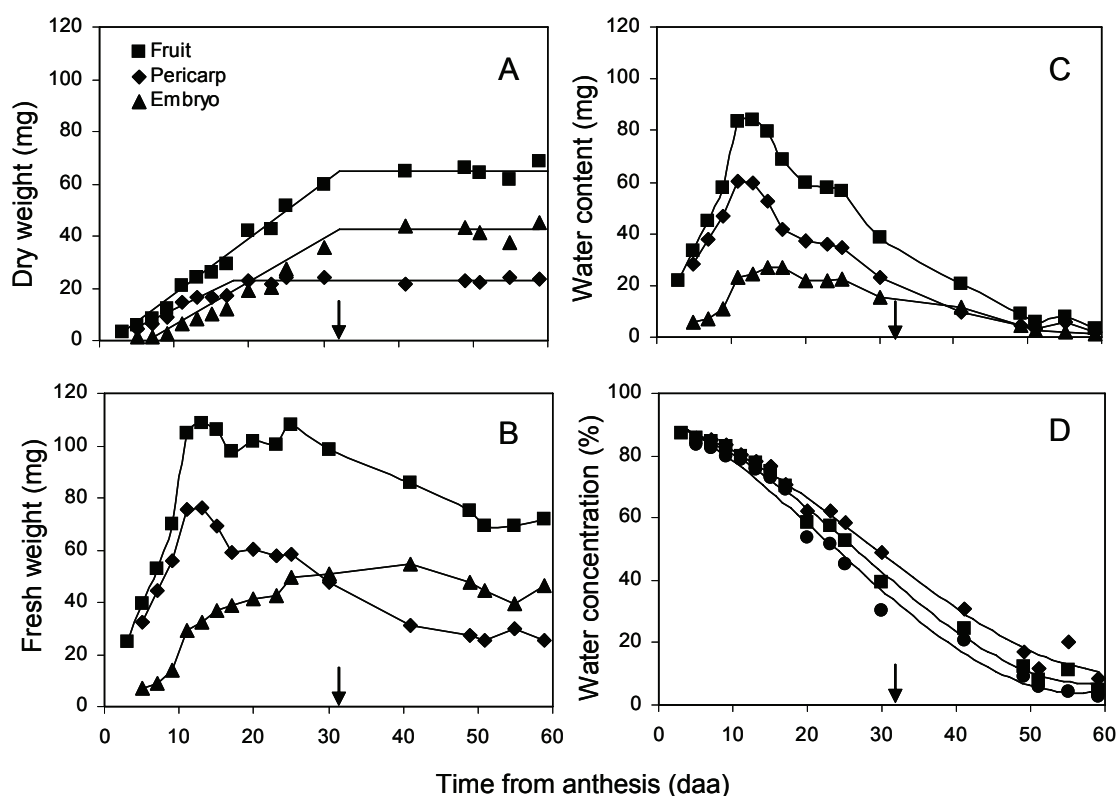 120
100
80
60
40
20
0
Dry weight (mg)
Fruit
Pericarp
Embryo
A
120
100
80
60
40
20
0
Water content (mg)
C
120
100
80
60
40
20
0
Fresh weight (mg)
B
0 10 20 30 40 50 60
100
80
60
40
20
0
Water concentration (%)
D
0 10 20 30 40 50 60
Time from anthesis (daa)